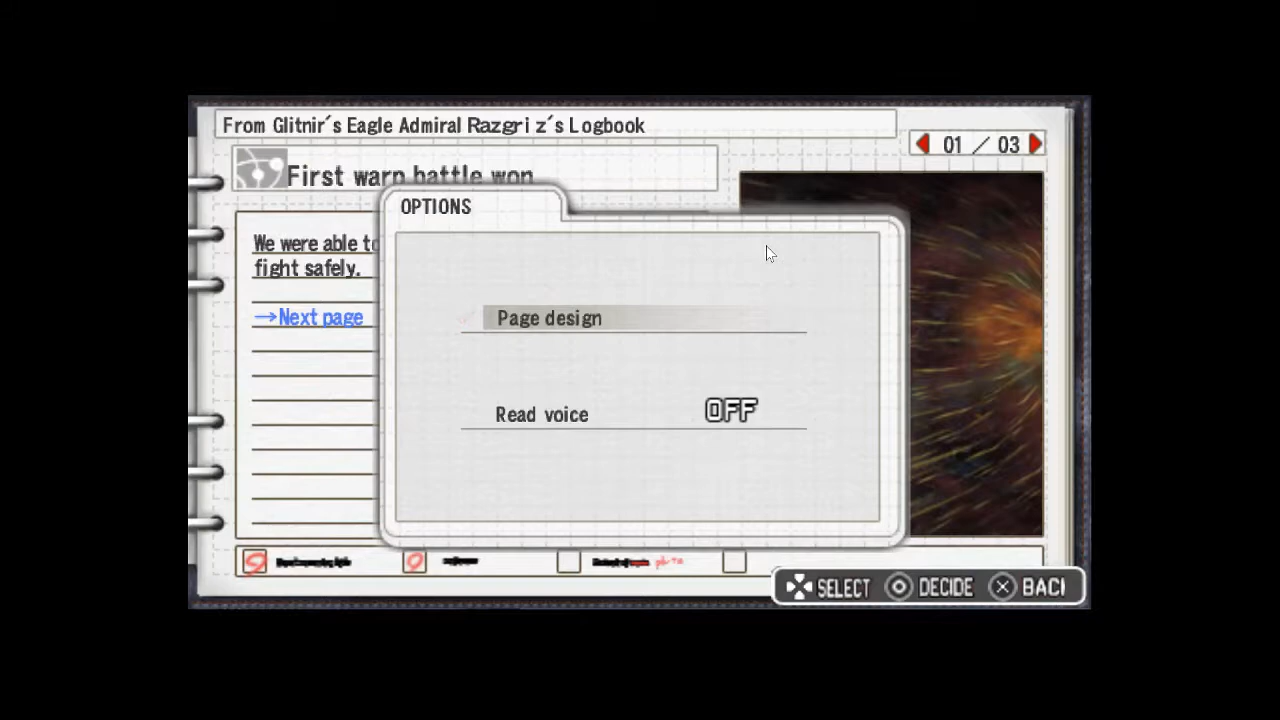 From Glitnir´s Eagle Admiral Razgriz´s Logbook
01 / 03
First warp battle won
OPTIONS
We were able to
fight safely.
→Next page
Page design
Read voice OFF
SELECT DECIDE BACK